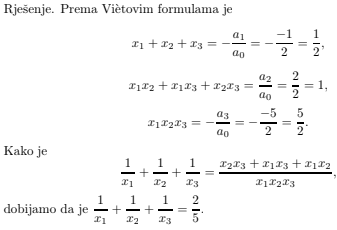 Rješenje. Prema Viètovim formulama je
x₁ + x₂ + x₃ = −a₁/a₀ = −(−1)/2 = 1/2,
x₁x₂ + x₁x₃ + x₂x₃ = a₂/a₀ = 2/2 = 1,
x₁x₂x₃ = −a₃/a₀ = −(−5)/2 = 5/2.
Kako je
1/x₁ + 1/x₂ + 1/x₃ = (x₂x₃ + x₁x₃ + x₁x₂)/(x₁x₂x₃),
dobijamo da je 1/x₁ + 1/x₂ + 1/x₃ = 2/5.